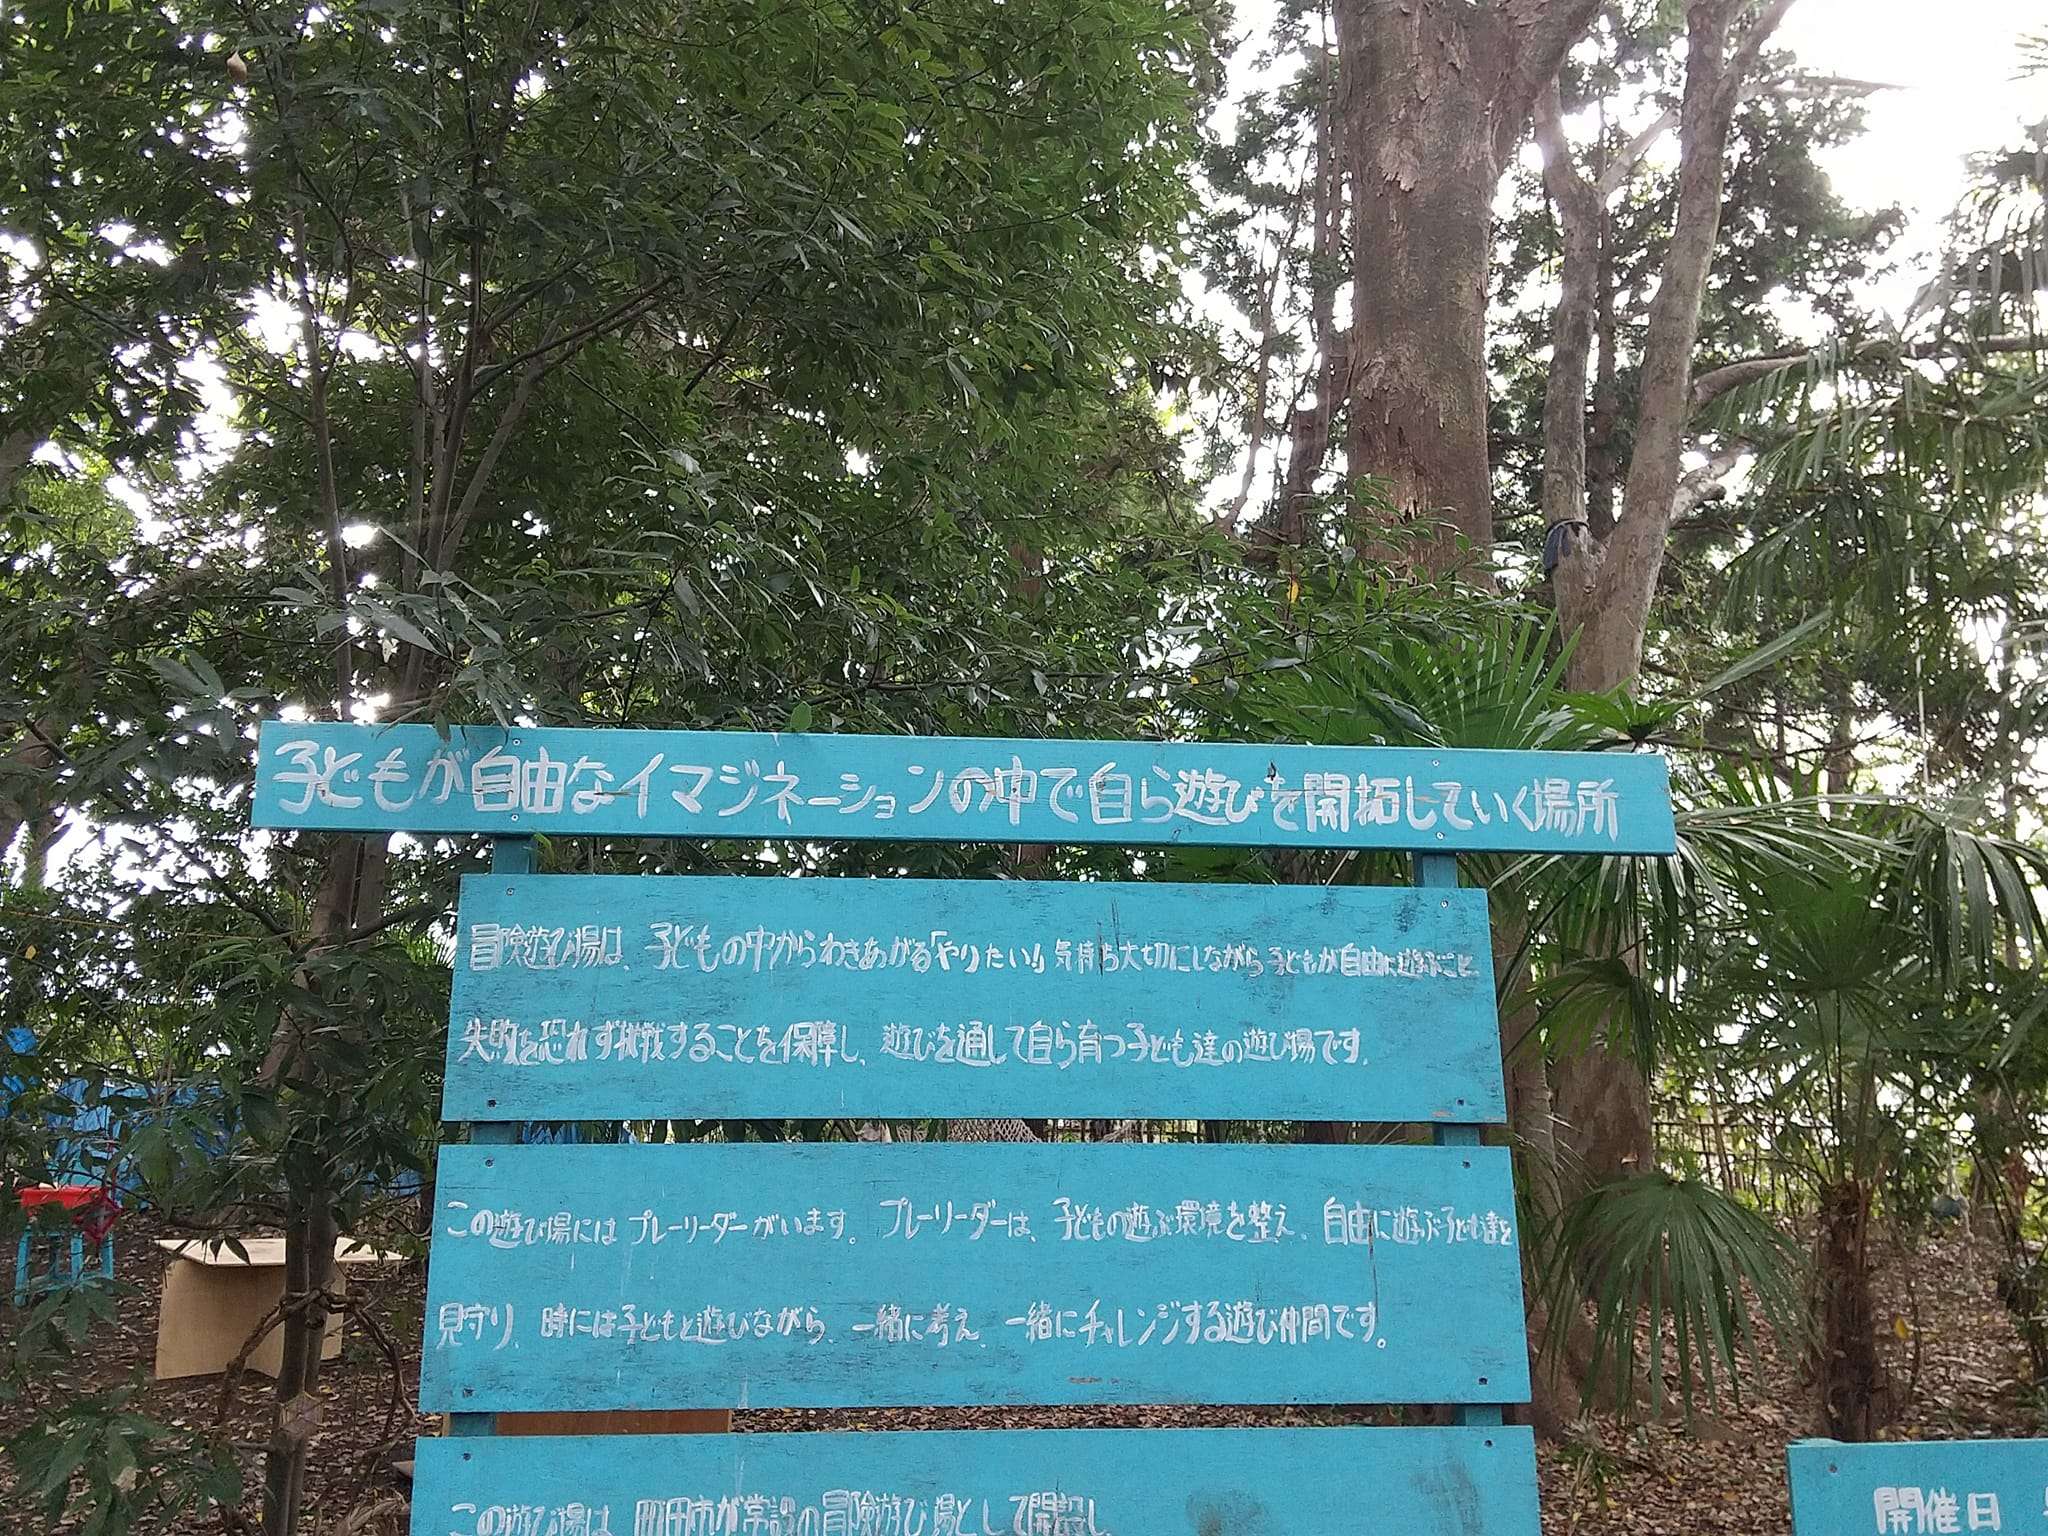 子どもが自由なイマジネーションの中で自ら遊びを開拓していく場所
冒険遊び場は、子どもの中からわきあがる「やりたい!」気持ち大切にしながら子どもが自由に遊ぶこと、
失敗を恐れず挑戦することを保障し、遊びを通して自ら育つ子ども達の遊び場です。
この遊び場にはプレーリーダーがいます。プレーリーダーは、子どもの遊ぶ環境を整え、自由に遊ぶ子ども達を
見守り、時には子どもと遊びながら、一緒に考え、一緒にチャレンジする遊び仲間です。
この遊び場は、町田市が常設の冒険遊び場として開設し、
開催日